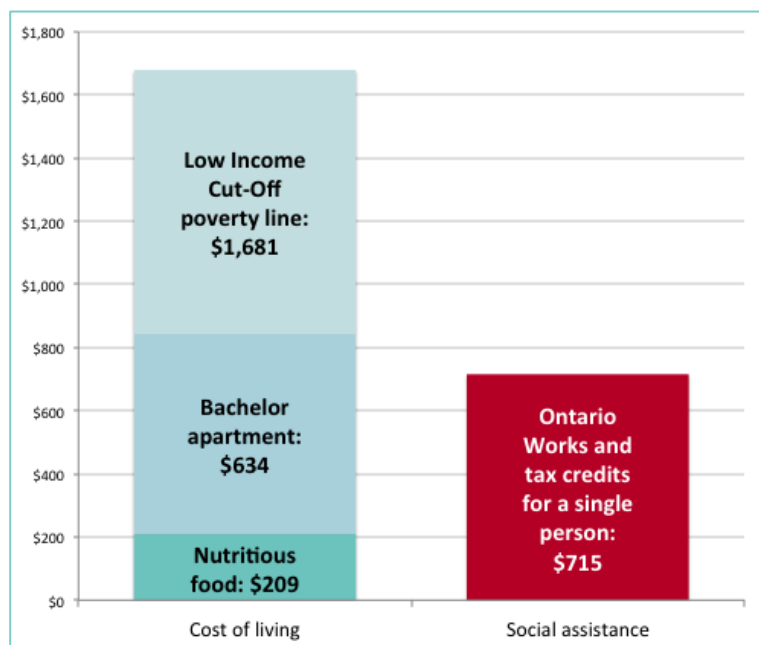 $1,800
$1,600
$1,400
$1,200
$1,000
$800
$600
$400
$200
$0
Low Income
Cut-Off
poverty line:
$1,681
Bachelor
apartment:
$634
Nutritious
food: $209
Ontario
Works and
tax credits
for a single
person:
$715
Cost of living
Social assistance